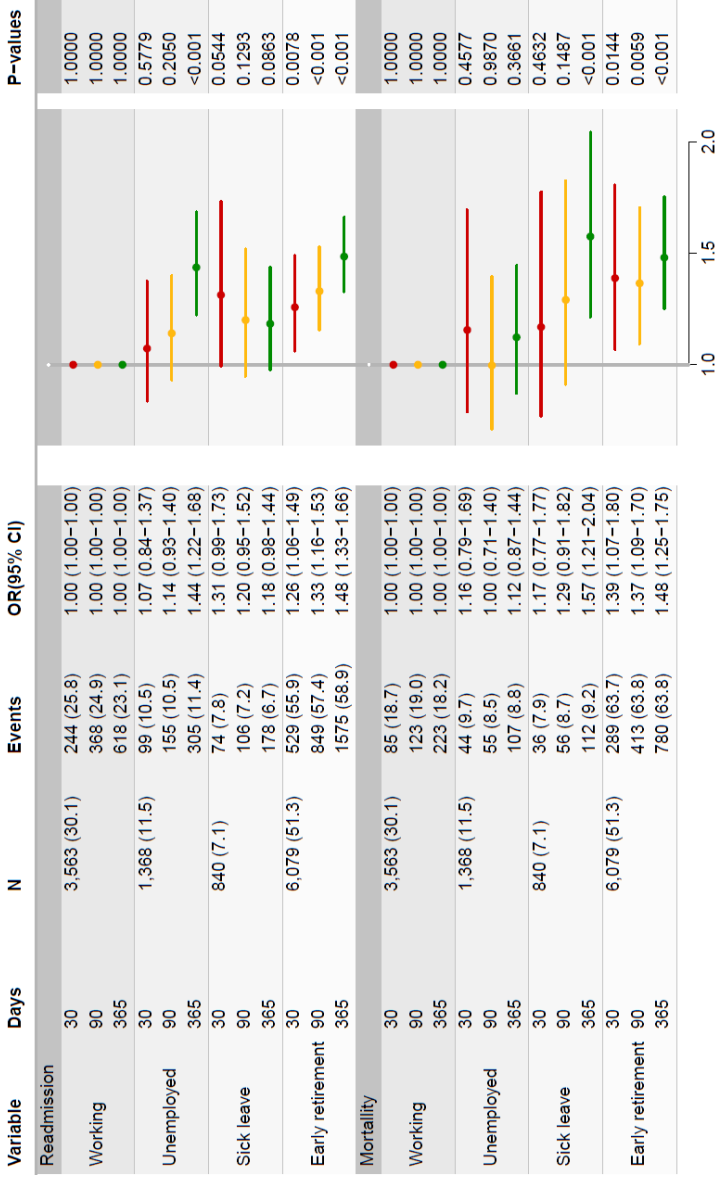 Variable Days N Events OR(95% CI) P-values
Readmission
Working 30 3,563 (30.1) 244 (25.8) 1.00 (1.00−1.00) 1.0000
90 368 (24.9) 1.00 (1.00−1.00) 1.0000
365 618 (23.1) 1.00 (1.00−1.00) 1.0000
Unemployed 30 1,368 (11.5) 99 (10.5) 1.07 (0.84−1.37) 0.5779
90 155 (10.5) 1.14 (0.93−1.40) 0.2050
365 305 (11.4) 1.44 (1.22−1.68) <0.001
Sick leave 30 840 (7.1) 74 (7.8) 1.31 (0.99−1.73) 0.0544
90 106 (7.2) 1.20 (0.95−1.52) 0.1293
365 178 (6.7) 1.18 (0.98−1.44) 0.0863
Early retirement 30 6,079 (51.3) 529 (55.9) 1.26 (1.06−1.49) 0.0078
90 849 (57.4) 1.33 (1.16−1.53) <0.001
365 1575 (58.9) 1.48 (1.33−1.66) <0.001
Mortallity
Working 30 3,563 (30.1) 85 (18.7) 1.00 (1.00−1.00) 1.0000
90 123 (19.0) 1.00 (1.00−1.00) 1.0000
365 223 (18.2) 1.00 (1.00−1.00) 1.0000
Unemployed 30 1,368 (11.5) 44 (9.7) 1.16 (0.79−1.69) 0.4577
90 55 (8.5) 1.00 (0.71−1.40) 0.9870
365 107 (8.8) 1.12 (0.87−1.44) 0.3661
Sick leave 30 840 (7.1) 36 (7.9) 1.17 (0.77−1.77) 0.4632
90 56 (8.7) 1.29 (0.91−1.82) 0.1487
365 112 (9.2) 1.57 (1.21−2.04) <0.001
Early retirement 30 6,079 (51.3) 289 (63.7) 1.39 (1.07−1.80) 0.0144
90 413 (63.8) 1.37 (1.09−1.70) 0.0059
365 780 (63.8) 1.48 (1.25−1.75) <0.001
1.0 1.5 2.0